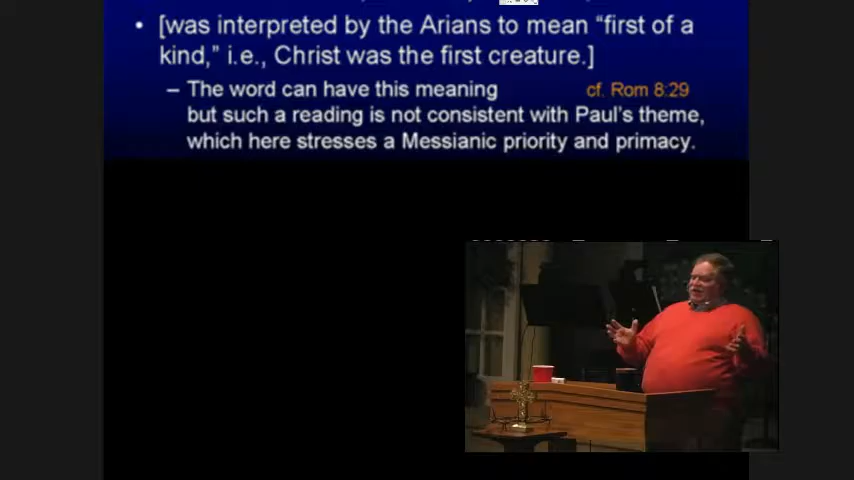 • [was interpreted by the Arians to mean “first of a
kind,” i.e., Christ was the first creature.]
– The word can have this meaning cf. Rom 8:29
but such a reading is not consistent with Paul’s theme,
which here stresses a Messianic priority and primacy.